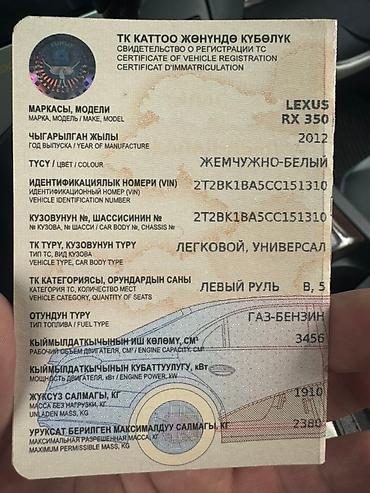 ТК КАТТОО ЖӨНҮНДӨ КҮБӨЛҮК
СВИДЕТЕЛЬСТВО О РЕГИСТРАЦИИ ТС
CERTIFICATE OF VEHICLE REGISTRATION
CERTIFICAT D'IMMATRICULATION
МАРКАСЫ, МОДЕЛИ
МАРКА, МОДЕЛЬ / MAKE, MODEL
LEXUS
RX 350
ЧЫГАРЫЛГАН ЖЫЛЫ
ГОД ВЫПУСКА / YEAR OF MANUFACTURE
2012
ТҮСҮ / ЦВЕТ / COLOUR
ЖЕМЧУЖНО-БЕЛЫЙ
ИДЕНТИФИКАЦИЯЛЫК НОМЕРИ (VIN)
ИДЕНТИФИКАЦИОННЫЙ НОМЕР (VIN)
VEHICLE IDENTIFICATION NUMBER
2T2BK1BA5CC151310
КУЗОВУНУН №, ШАССИСИНИН №
№ КУЗОВА, № ШАССИ / CAR BODY №, CHASSIS №
2T2BK1BA5CC151310
ТК ТҮРҮ, КУЗОВУНУН ТҮРҮ
ТИП ТС, ВИД КУЗОВА
VEHICLE TYPE, CAR BODY TYPE
ЛЕГКОВОЙ, УНИВЕРСАЛ
ТК КАТЕГОРИЯСЫ, ОРУНДАРДЫН САНЫ
КАТЕГОРИЯ ТС, КОЛИЧЕСТВО МЕСТ
VEHICLE CATEGORY, QUANTITY OF SEATS
ЛЕВЫЙ РУЛЬ B, 5
ОТУНДУН ТҮРҮ
ТИП ТОПЛИВА / FUEL TYPE
ГАЗ-БЕНЗИН
КЫЙМЫЛДАТКЫЧЫНЫН ИШ КӨЛӨМҮ, СМ³
РАБОЧИЙ ОБЪЕМ ДВИГАТЕЛЯ, СМ³ / ENGINE CAPACITY, CM³
3456
КЫЙМЫЛДАТКЫЧЫНЫН КУБАТТУУЛУГУ, кВт
МОЩНОСТЬ ДВИГАТЕЛЯ, кВт / ENGINE POWER, kW
ЖҮКСҮЗ САЛМАГЫ, КГ
МАССА БЕЗ НАГРУЗКИ, КГ
UNLADEN MASS, KG
1910
УРУКСАТ БЕРИЛГЕН МАКСИМАЛДУУ САЛМАГЫ, КГ
МАКСИМАЛЬНАЯ РАЗРЕШЕННАЯ МАССА, КГ
MAXIMUM PERMISSIBLE MASS, KG
2380